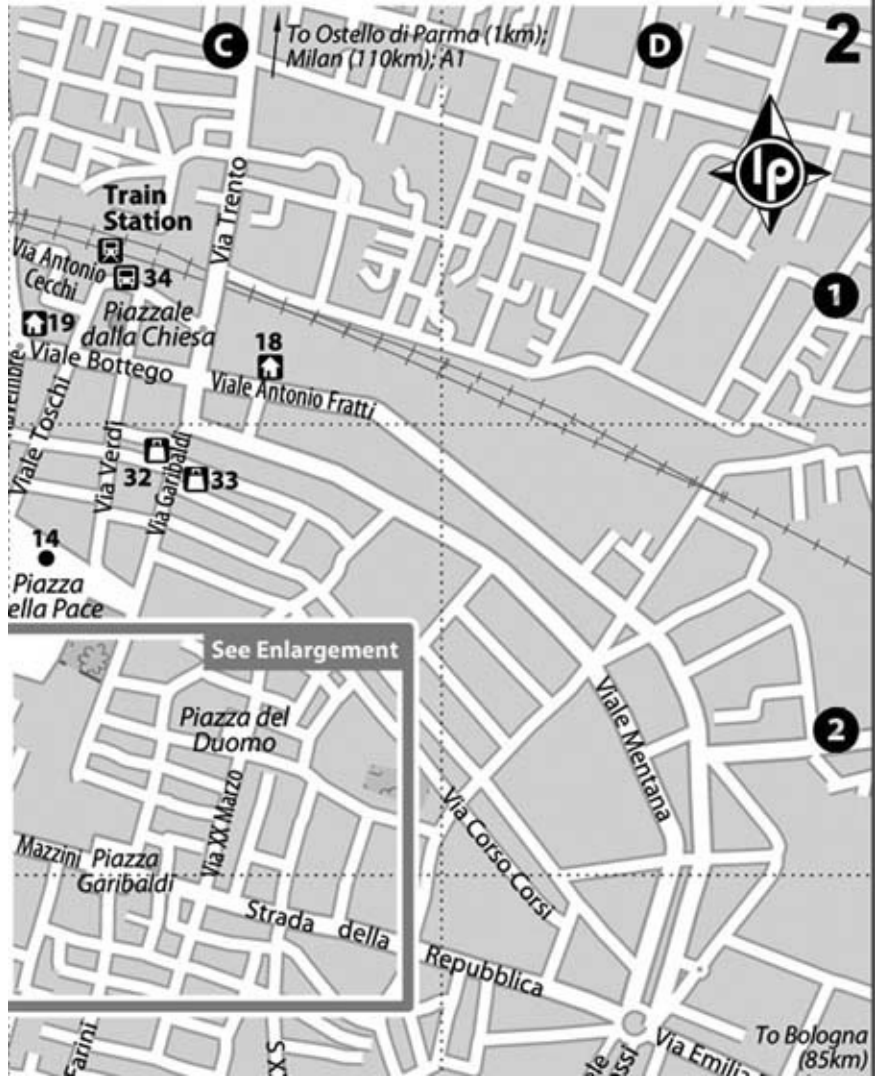 C
To Ostello di Parma (1km);
Milan (110km); A1
D
2
lp
Train
Station
Via Trento
Via Antonio
Cecchi
34
1
Piazzale
dalla Chiesa
19
18
Viale Bottego
Viale Antonio Fratti
Viale Toschi
Via Verdi
32
Via Garibaldi
33
14
Piazza
ella Pace
See Enlargement
Piazza del
Duomo
Viale Mentana
2
Via XX Marzo
Via Corso Corsi
Mazzini
Piazza
Garibaldi
Strada della
Repubblica
Farini
To Bologna
(85km)
Via Emilia